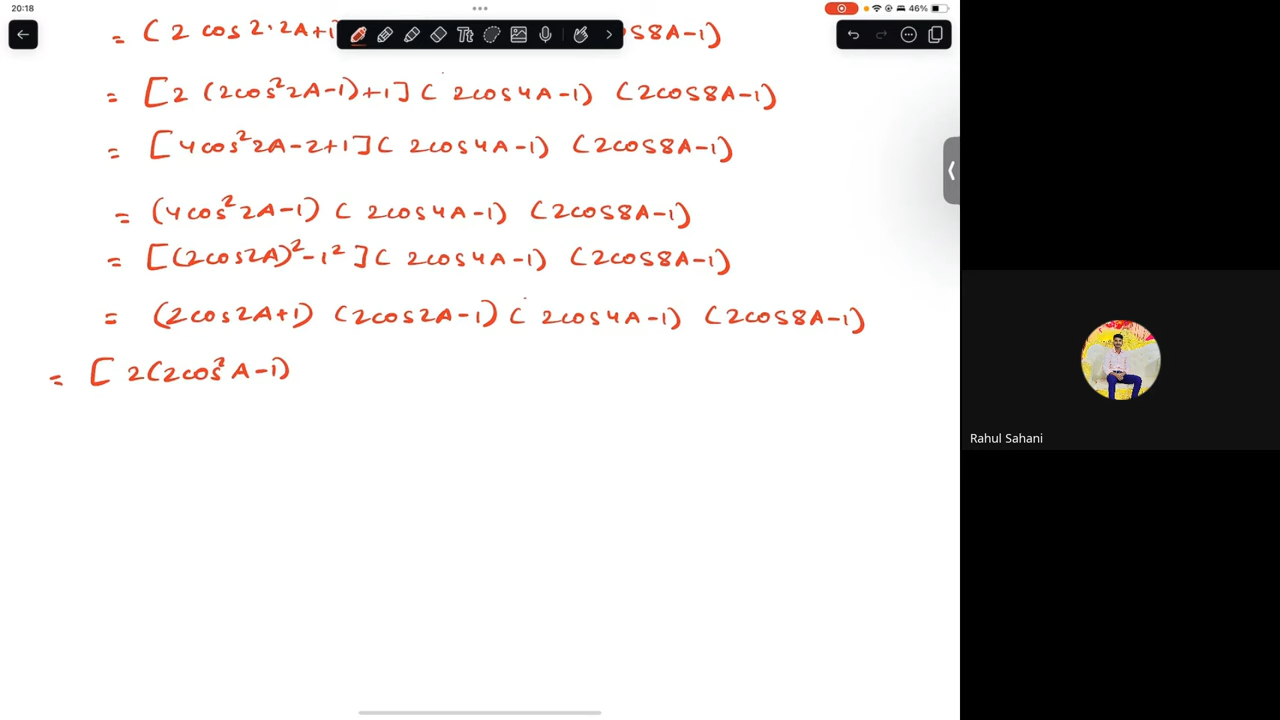 20:18
46%
= ( 2 cos 2·2A+1 s8A-1)
= [2 (2cos²2A-1)+1] ( 2cos4A-1) (2cos8A-1)
= [4cos²2A-2+1] ( 2cos4A-1) (2cos8A-1)
= (4cos²2A-1) ( 2cos4A-1) (2cos8A-1)
= [(2cos2A)²-1²] ( 2cos4A-1) (2cos8A-1)
= (2cos2A+1) (2cos2A-1) ( 2cos4A-1) (2cos8A-1)
= [ 2(2cos²A-1)
Tt
Rahul Sahani